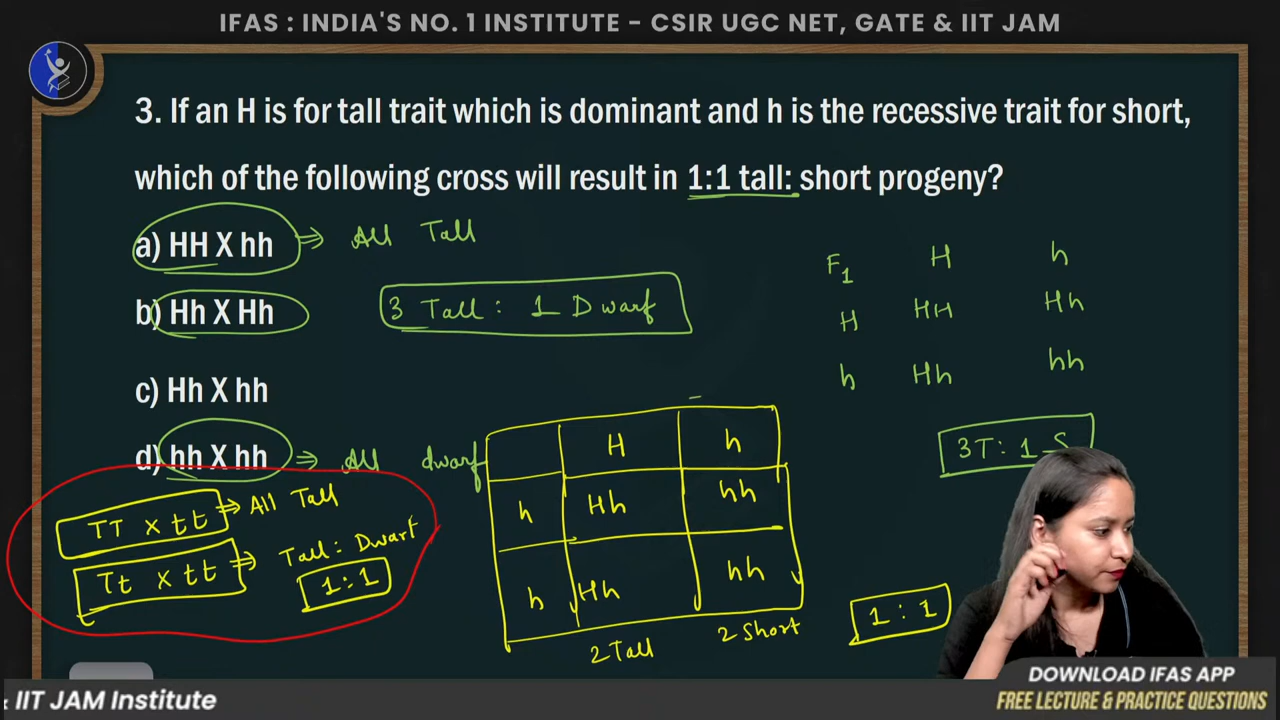 IFAS : INDIA'S NO. 1 INSTITUTE - CSIR UGC NET, GATE & IIT JAM
3. If an H is for tall trait which is dominant and h is the recessive trait for short,
which of the following cross will result in 1:1 tall: short progeny?
a) HH X hh ⇒ All Tall
b) Hh X Hh 3 Tall : 1 Dwarf
c) Hh X hh
d) hh X hh ⇒ All dwarf
F1 H h
H HH Hh
h Hh hh
3T : 1 S
TT x tt ⇒ All Tall
Tt x tt ⇒ Tall : Dwarf
1 : 1
H h
h Hh hh
h Hh hh
2 Tall 2 Short
1 : 1
DOWNLOAD IFAS APP
FREE LECTURE & PRACTICE QUESTIONS
& IIT JAM Institute